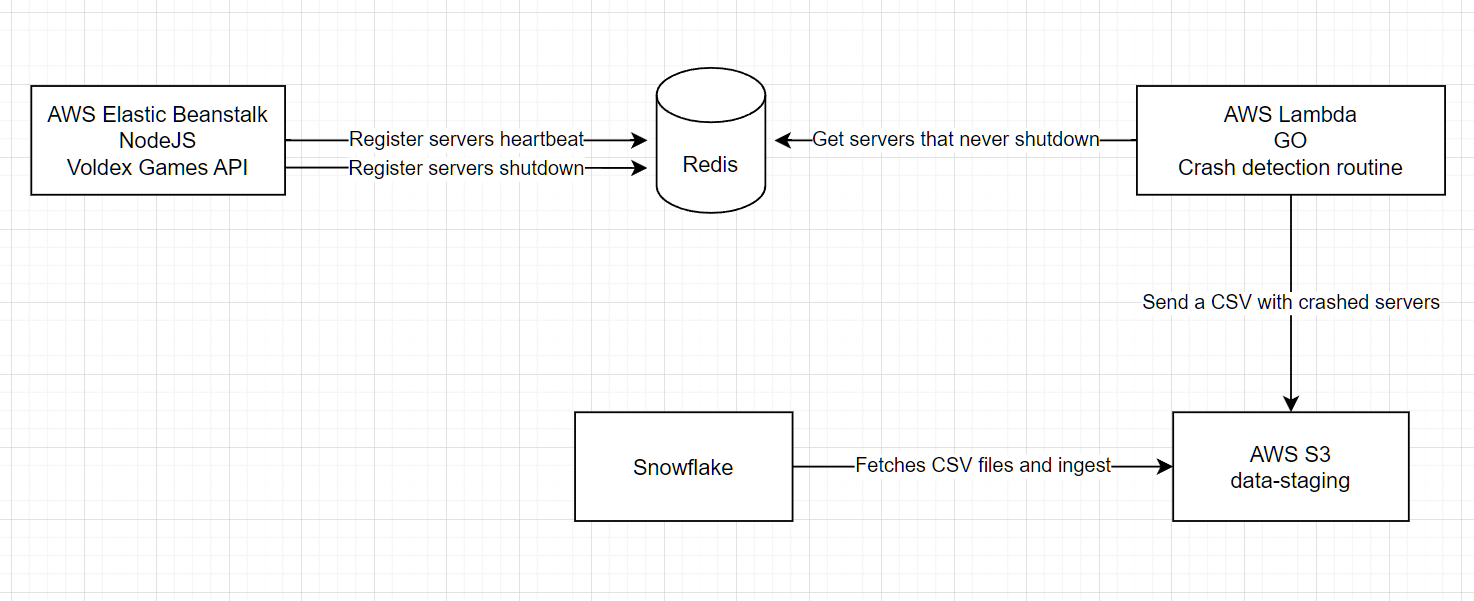 AWS Elastic Beanstalk
NodeJS
Voldex Games API
Register servers heartbeat
Register servers shutdown
Redis
Get servers that never shutdown
AWS Lambda
GO
Crash detection routine
Send a CSV with crashed servers
Snowflake
Fetches CSV files and ingest
AWS S3
data-staging